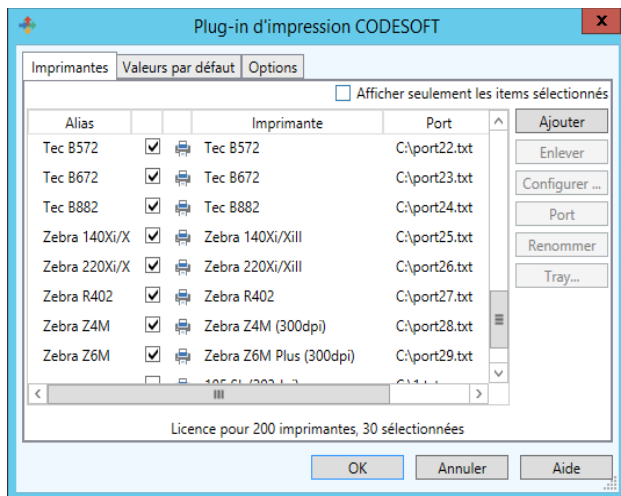 Plug-in d'impression CODESOFT
x
Imprimantes Valeurs par défaut Options
Afficher seulement les items sélectionnés
Alias Imprimante Port
Tec B572 Tec B572 C:\port22.txt
Tec B672 Tec B672 C:\port23.txt
Tec B882 Tec B882 C:\port24.txt
Zebra 140Xi/X Zebra 140Xi/XiII C:\port25.txt
Zebra 220Xi/X Zebra 220Xi/XiII C:\port26.txt
Zebra R402 Zebra R402 C:\port27.txt
Zebra Z4M Zebra Z4M (300dpi) C:\port28.txt
Zebra Z6M Zebra Z6M Plus (300dpi) C:\port29.txt
Ajouter
Enlever
Configurer ...
Port
Renommer
Tray...
Licence pour 200 imprimantes, 30 sélectionnées
OK Annuler Aide